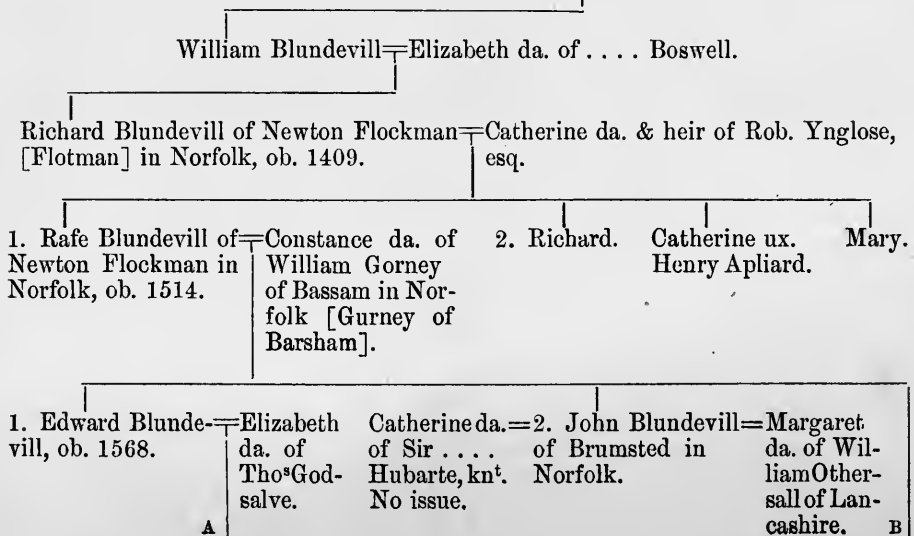 William Blundevill=Elizabeth da. of .... Boswell.
Richard Blundevill of Newton Flockman=Catherine da. & heir of Rob. Ynglose,
[Flotman] in Norfolk, ob. 1409. esq.
1. Rafe Blundevill of=Constance da. of 2. Richard. Catherine ux. Mary.
Newton Flockman in William Gorney Henry Apliard.
Norfolk, ob. 1514. of Bassam in Nor-
folk [Gurney of
Barsham].
1. Edward Blunde-=Elizabeth Catherine da.=2. John Blundevill=Margaret
vill, ob. 1568. da. of of Sir .... of Brumsted in da. of Wil-
Thoˢ God- Hubarte, knᵗ. Norfolk. liam Other-
salve. No issue. sall of Lan-
A cashire. B